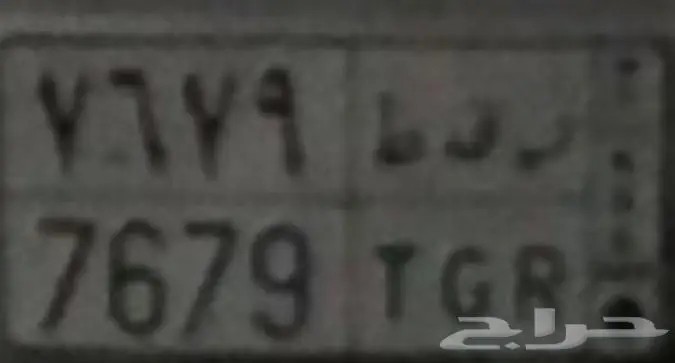 ٧٦٧٩ ر ق ط
7679 TGR
حراج